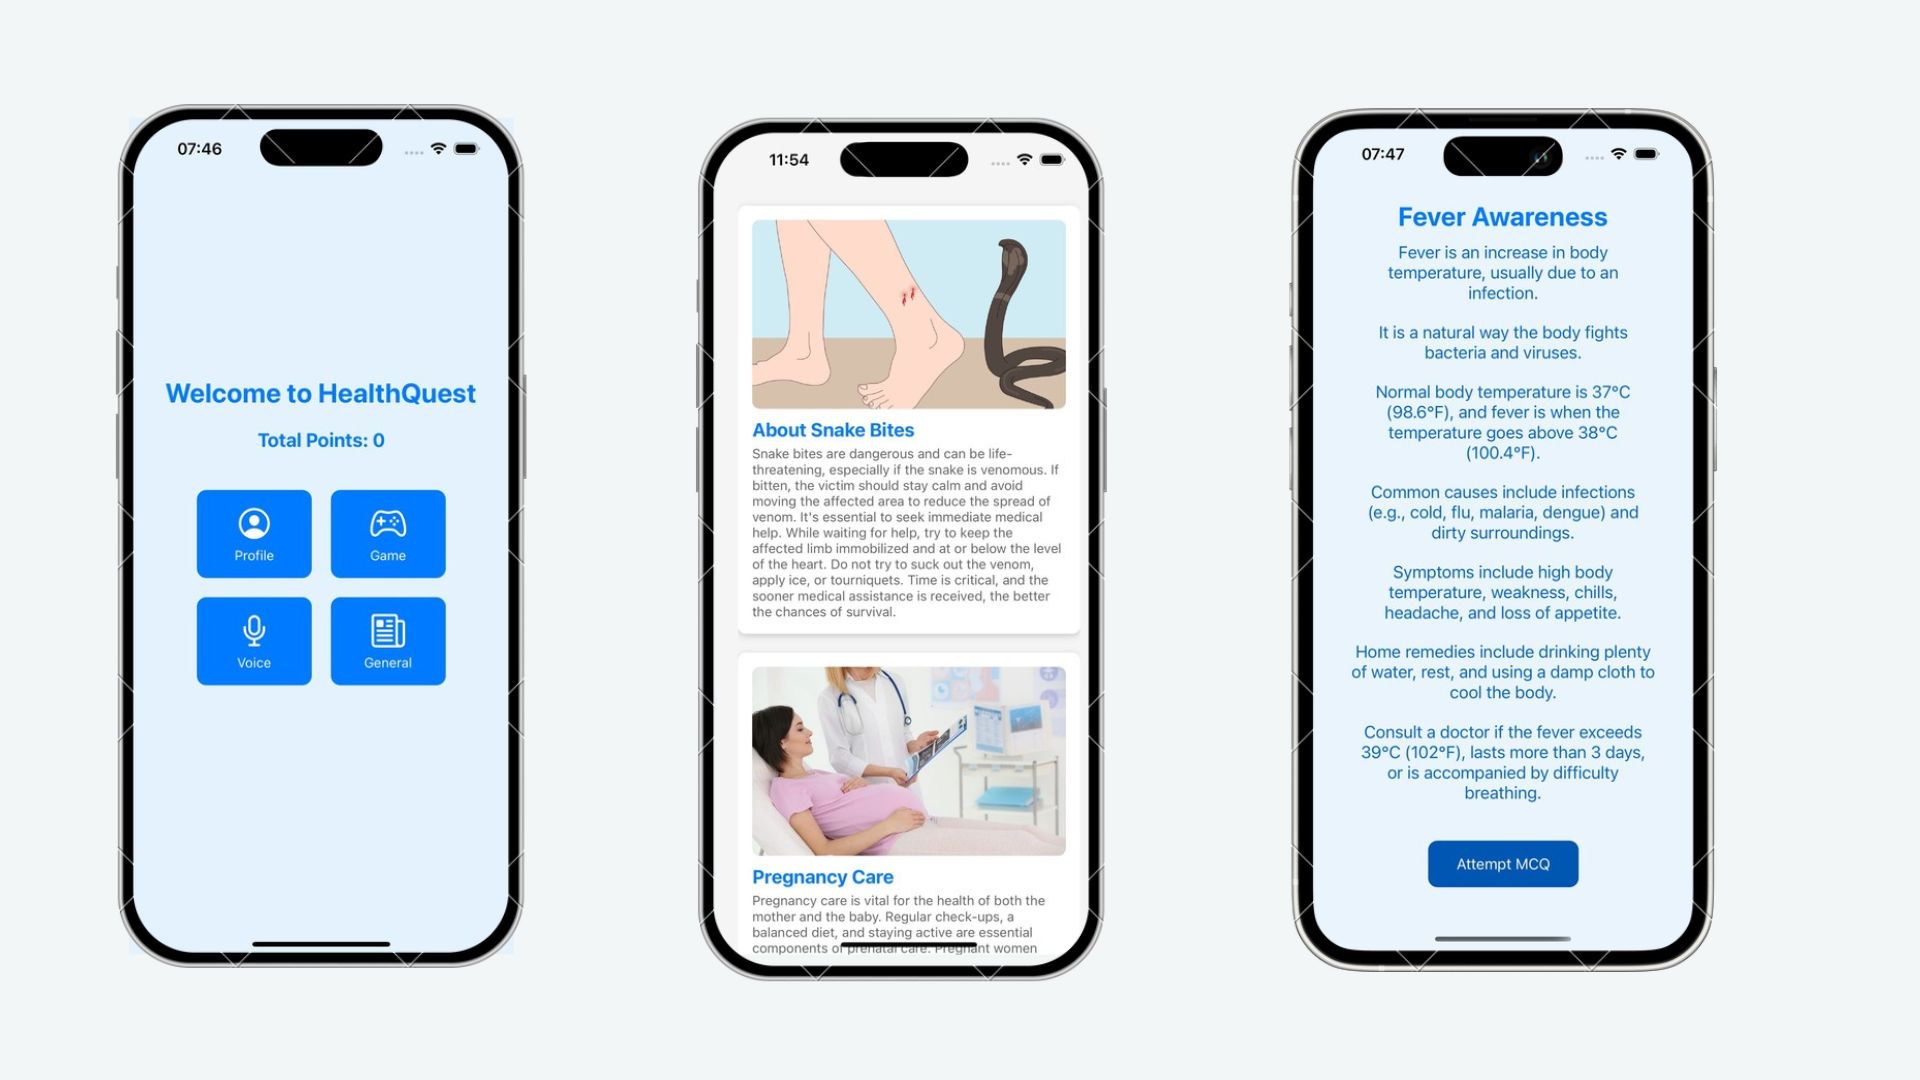 07:46
Welcome to HealthQuest
Total Points: 0
Profile
Game
Voice
General
11:54
About Snake Bites
Snake bites are dangerous and can be life-
threatening, especially if the snake is venomous. If
bitten, the victim should stay calm and avoid
moving the affected area to reduce the spread of
venom. It's essential to seek immediate medical
help. While waiting for help, try to keep the
affected limb immobilized and at or below the level
of the heart. Do not try to suck out the venom,
apply ice, or tourniquets. Time is critical, and the
sooner medical assistance is received, the better
the chances of survival.
Pregnancy Care
Pregnancy care is vital for the health of both the
mother and the baby. Regular check-ups, a
balanced diet, and staying active are essential
components of prenatal care. Pregnant women
07:47
Fever Awareness
Fever is an increase in body
temperature, usually due to an
infection.
It is a natural way the body fights
bacteria and viruses.
Normal body temperature is 37°C
(98.6°F), and fever is when the
temperature goes above 38°C
(100.4°F).
Common causes include infections
(e.g., cold, flu, malaria, dengue) and
dirty surroundings.
Symptoms include high body
temperature, weakness, chills,
headache, and loss of appetite.
Home remedies include drinking plenty
of water, rest, and using a damp cloth to
cool the body.
Consult a doctor if the fever exceeds
39°C (102°F), lasts more than 3 days,
or is accompanied by difficulty
breathing.
Attempt MCQ